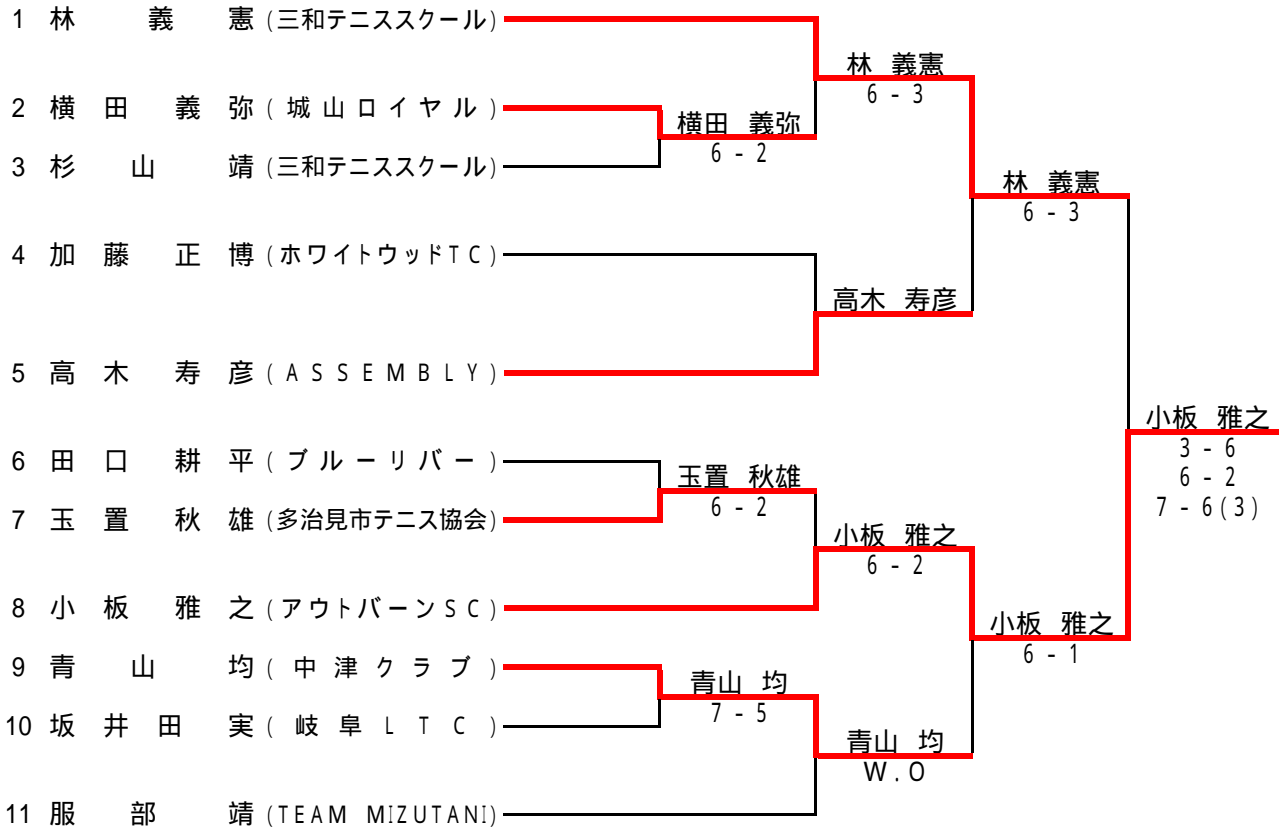 1 林 義 憲 (三和テニススクール)
林 義憲
6 - 3
2 横 田 義 弥 (城山ロイヤル)
横田 義弥
6 - 2
3 杉 山 靖 (三和テニススクール)
林 義憲
6 - 3
4 加 藤 正 博 (ホワイトウッドTC)
高木 寿彦
5 高 木 寿 彦 (ASSEMBLY)
小板 雅之
3 - 6
6 - 2
7 - 6(3)
6 田 口 耕 平 (ブルーリバー)
玉置 秋雄
6 - 2
7 玉 置 秋 雄 (多治見市テニス協会)
小板 雅之
6 - 2
8 小 板 雅 之 (アウトバーンSC)
小板 雅之
6 - 1
9 青 山 均 (中津クラブ)
青山 均
7 - 5
10 坂 井 田 実 (岐阜LTC)
青山 均
W.O
11 服 部 靖 (TEAM MIZUTANI)